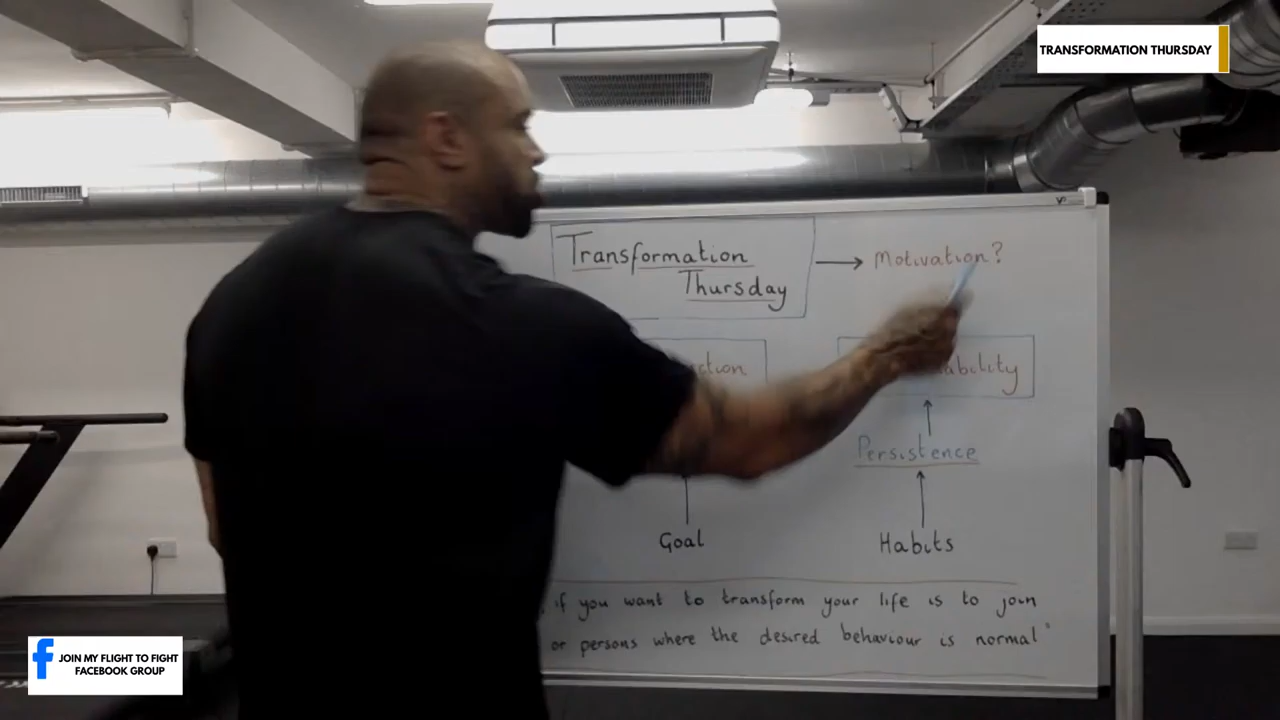 TRANSFORMATION THURSDAY
Transformation
Thursday
Motivation?
Persistence
Goal
Habits
if you want to transform your life is to join
or persons where the desired behaviour is normal"
JOIN MY FLIGHT TO FIGHT
FACEBOOK GROUP